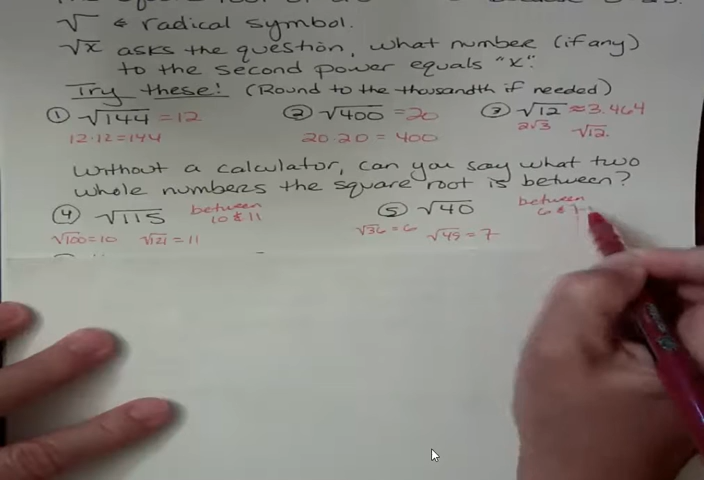 √ ← radical symbol.
√x asks the question, what number (if any)
to the second power equals "x".
Try these! (Round to the thousandth if needed)
① √144 = 12 ② √400 = 20 ③ √12 ≈ 3.464
12·12 = 144 20·20 = 400 2√3 √12.
Without a calculator, can you say what two
whole numbers the square root is between?
④ √115 between 10 & 11 ⑤ √40 between 6 & 7
√100 = 10 √121 = 11 √36 = 6 √49 = 7